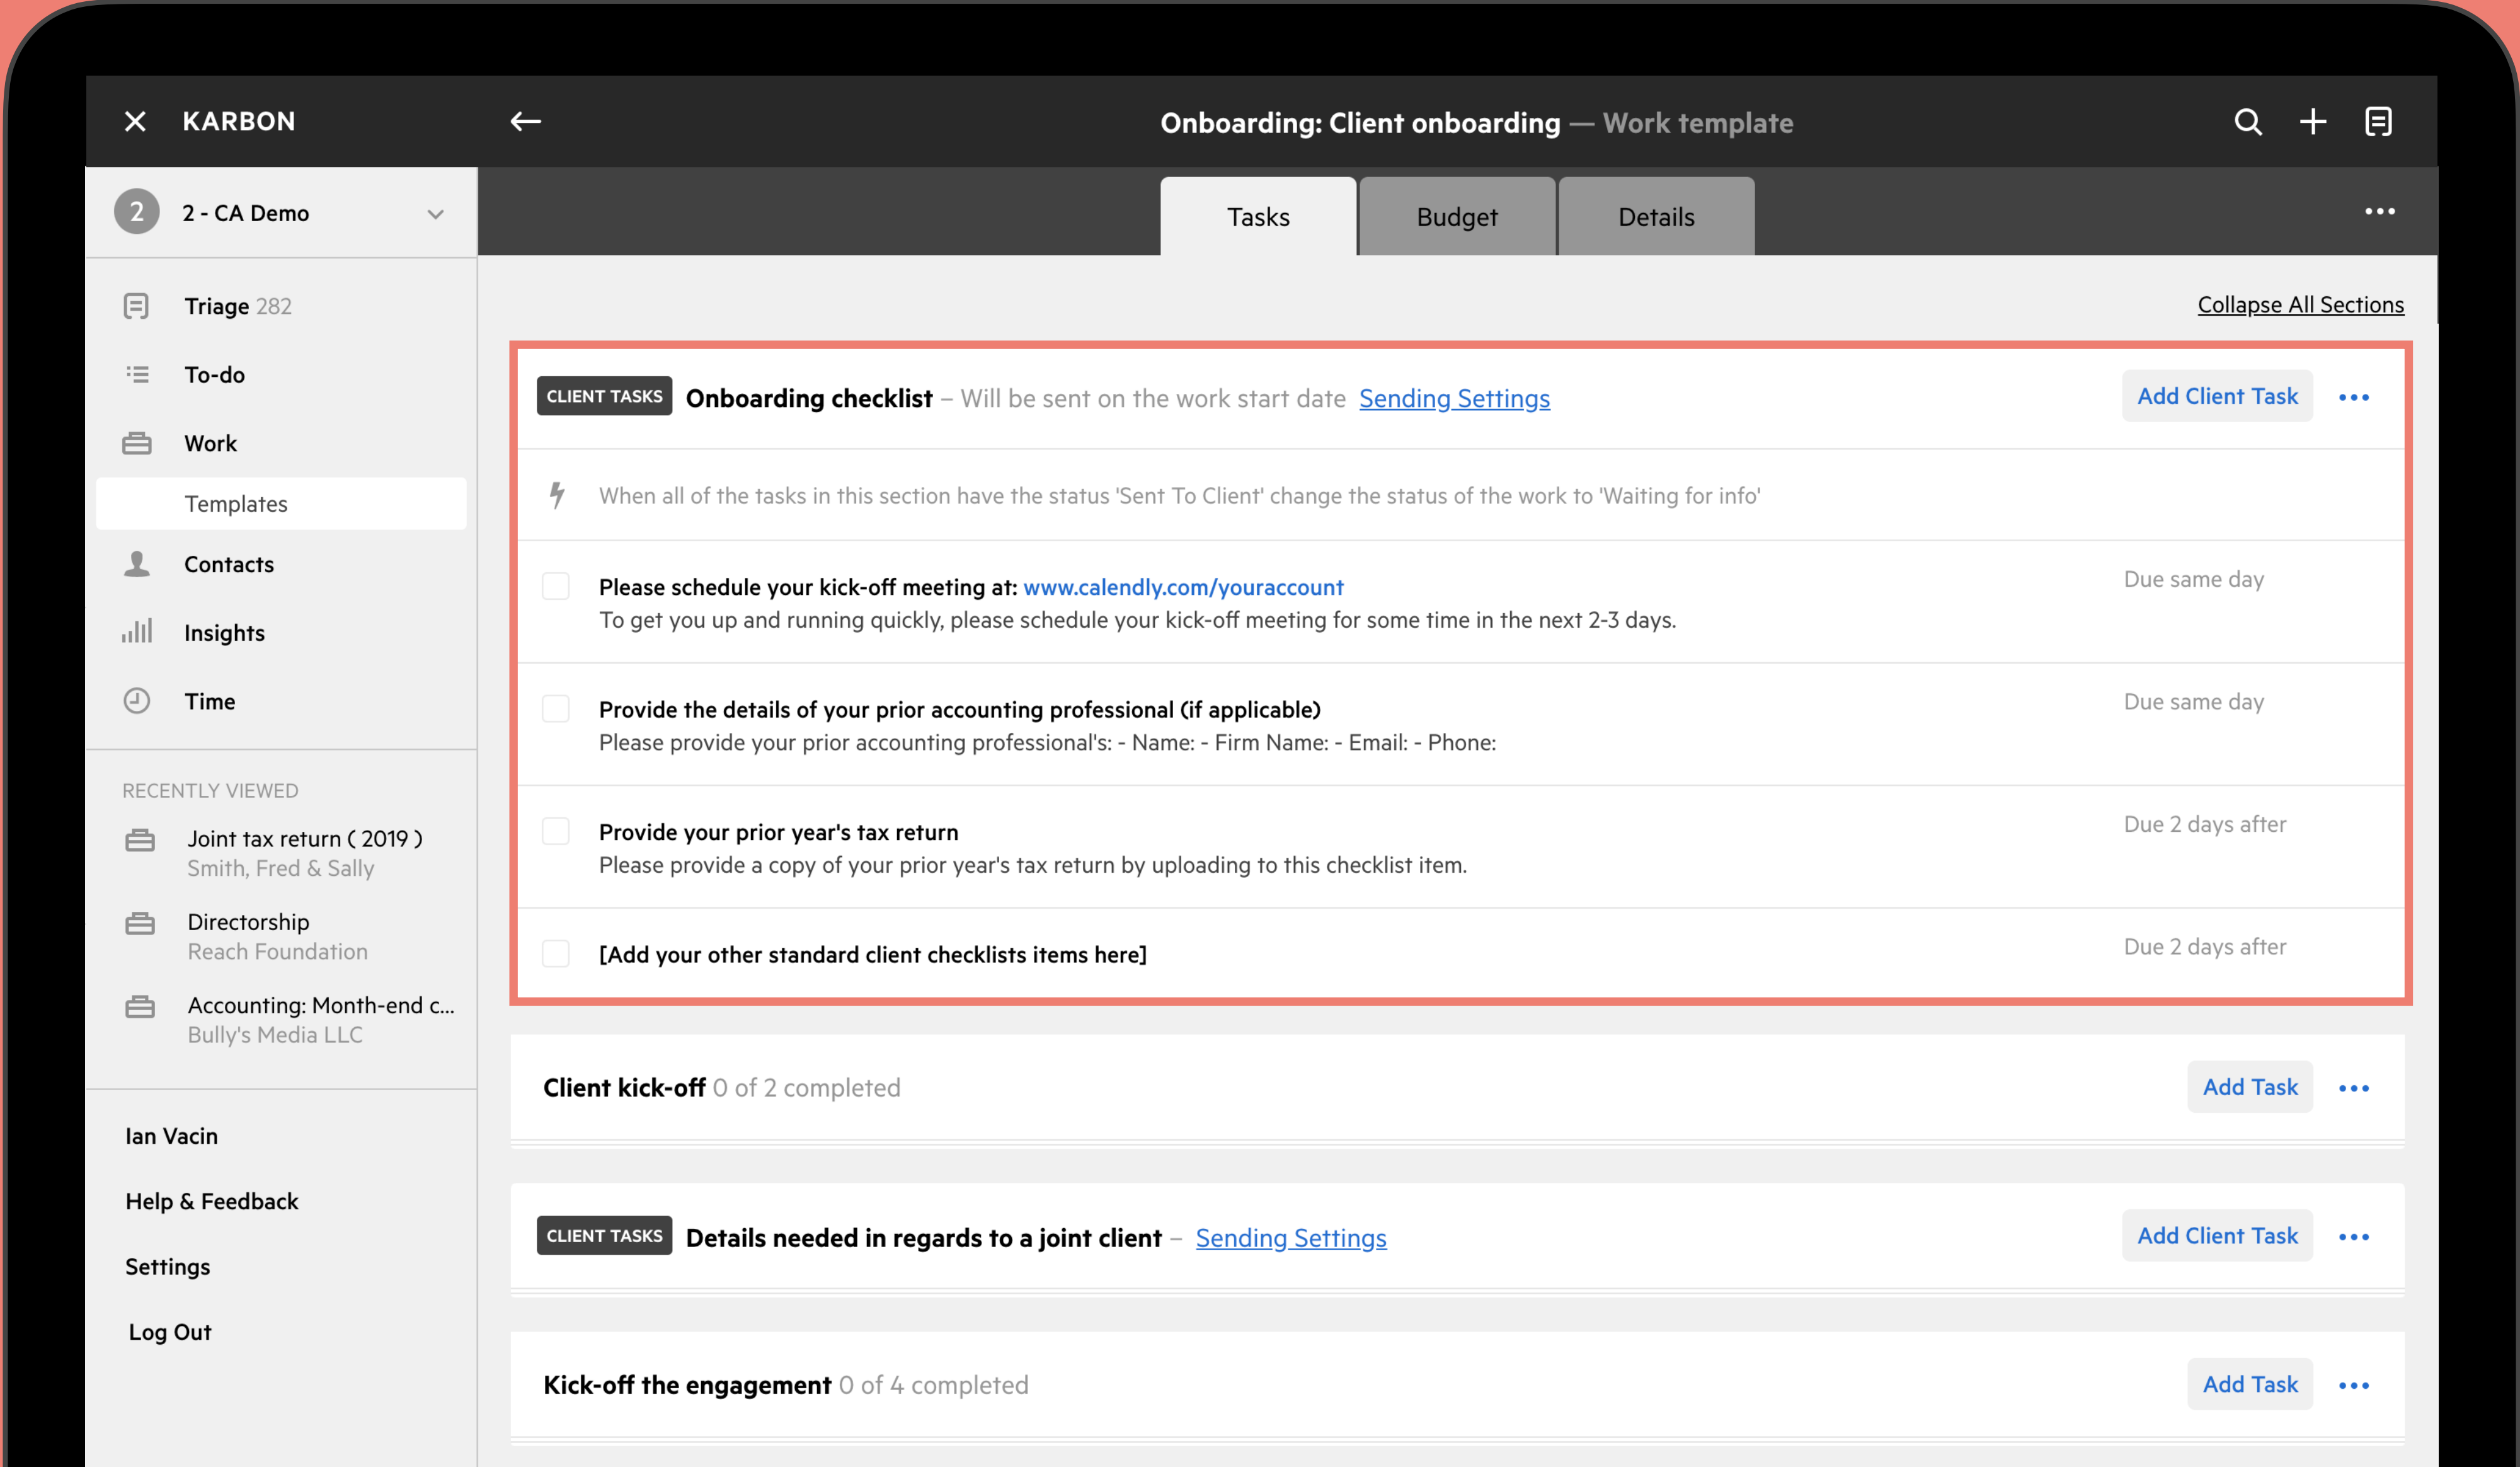 KARBON
Onboarding: Client onboarding — Work template
2 2 - CA Demo
Tasks Budget Details
Triage 282
To-do
Work
Templates
Contacts
Insights
Time
RECENTLY VIEWED
Joint tax return ( 2019 )
Smith, Fred & Sally
Directorship
Reach Foundation
Accounting: Month-end c...
Bully's Media LLC
Ian Vacin
Help & Feedback
Settings
Log Out
Collapse All Sections
CLIENT TASKS Onboarding checklist – Will be sent on the work start date Sending Settings Add Client Task
When all of the tasks in this section have the status 'Sent To Client' change the status of the work to 'Waiting for info'
Please schedule your kick-off meeting at: www.calendly.com/youraccount Due same day
To get you up and running quickly, please schedule your kick-off meeting for some time in the next 2-3 days.
Provide the details of your prior accounting professional (if applicable) Due same day
Please provide your prior accounting professional's: - Name: - Firm Name: - Email: - Phone:
Provide your prior year's tax return Due 2 days after
Please provide a copy of your prior year's tax return by uploading to this checklist item.
[Add your other standard client checklists items here] Due 2 days after
Client kick-off 0 of 2 completed Add Task
CLIENT TASKS Details needed in regards to a joint client – Sending Settings Add Client Task
Kick-off the engagement 0 of 4 completed Add Task